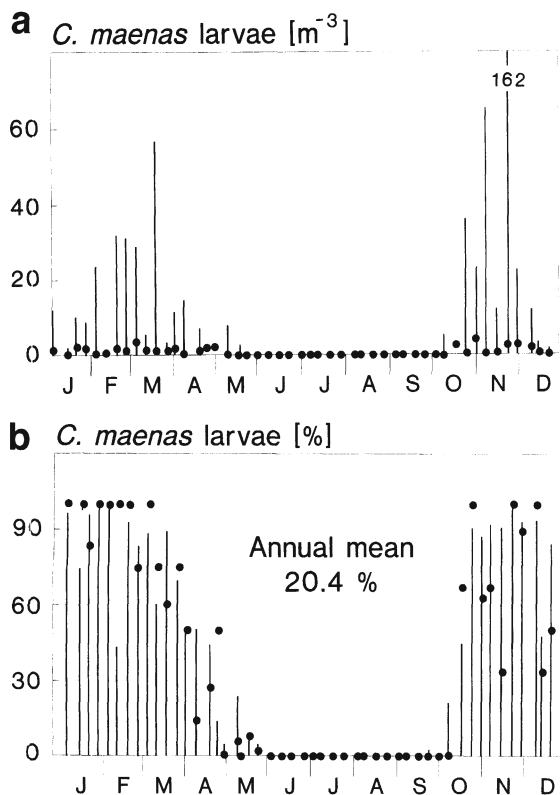 a C. maenas larvae [m⁻³]
162
60
40
20
0
J F M A M J J A S O N D
b C. maenas larvae [%]
90
Annual mean
20.4 %
60
30
0
J F M A M J J A S O N D